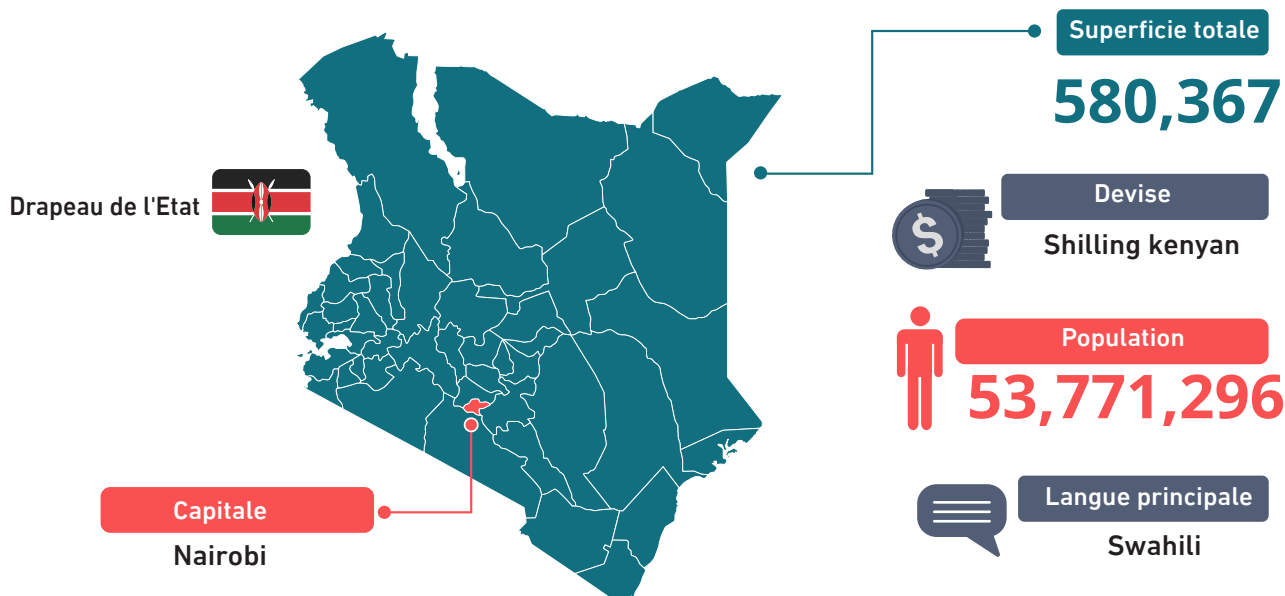 Superficie totale
580,367
Drapeau de l'Etat
Devise
$
Shilling kenyan
Population
53,771,296
Capitale
Nairobi
Langue principale
Swahili